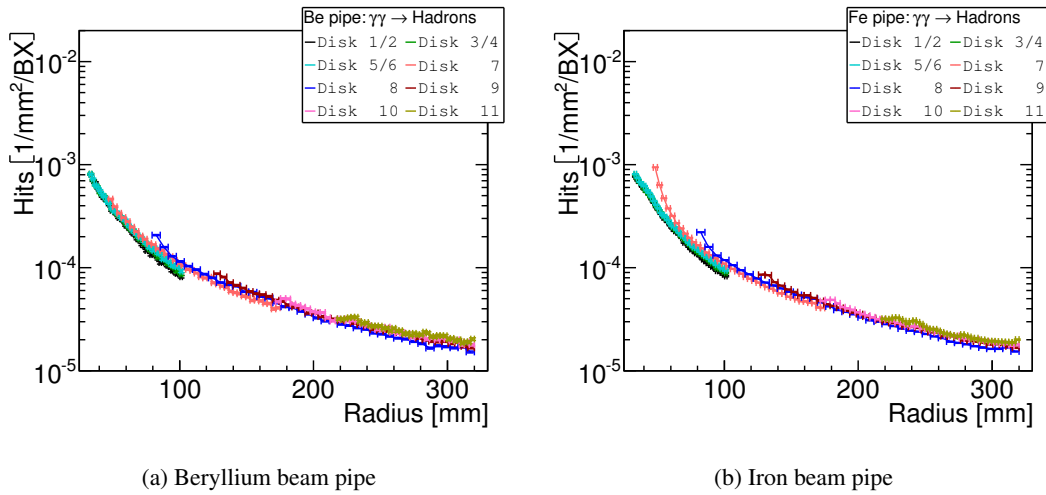 Be pipe: γγ → Hadrons
Disk 1/2 Disk 3/4
Disk 5/6 Disk 7
Disk 8 Disk 9
Disk 10 Disk 11
Hits [1/mm²/BX]
10⁻²
10⁻³
10⁻⁴
10⁻⁵
100 200 300
Radius [mm]
(a) Beryllium beam pipe
Fe pipe: γγ → Hadrons
Disk 1/2 Disk 3/4
Disk 5/6 Disk 7
Disk 8 Disk 9
Disk 10 Disk 11
Hits [1/mm²/BX]
10⁻²
10⁻³
10⁻⁴
10⁻⁵
100 200 300
Radius [mm]
(b) Iron beam pipe